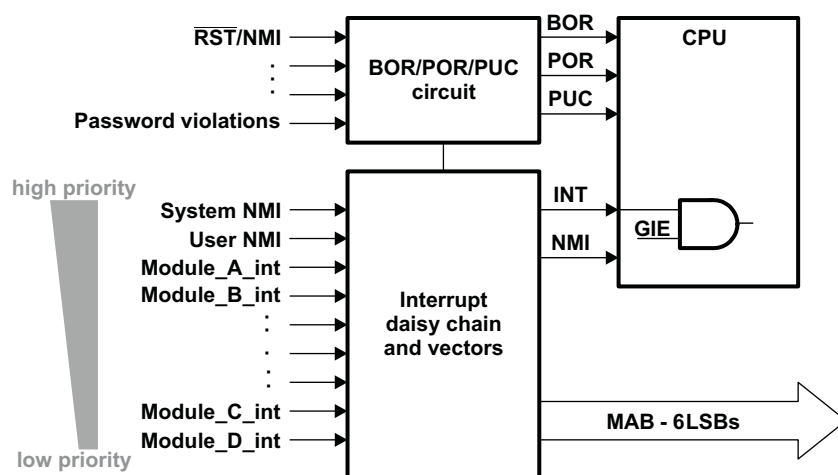 RST/NMI
.
.
.
Password violations
BOR/POR/PUC
circuit
BOR
POR
PUC
CPU
high priority
low priority
System NMI
User NMI
Module_A_int
Module_B_int
.
.
.
Module_C_int
Module_D_int
Interrupt
daisy chain
and vectors
INT
NMI
GIE
MAB - 6LSBs